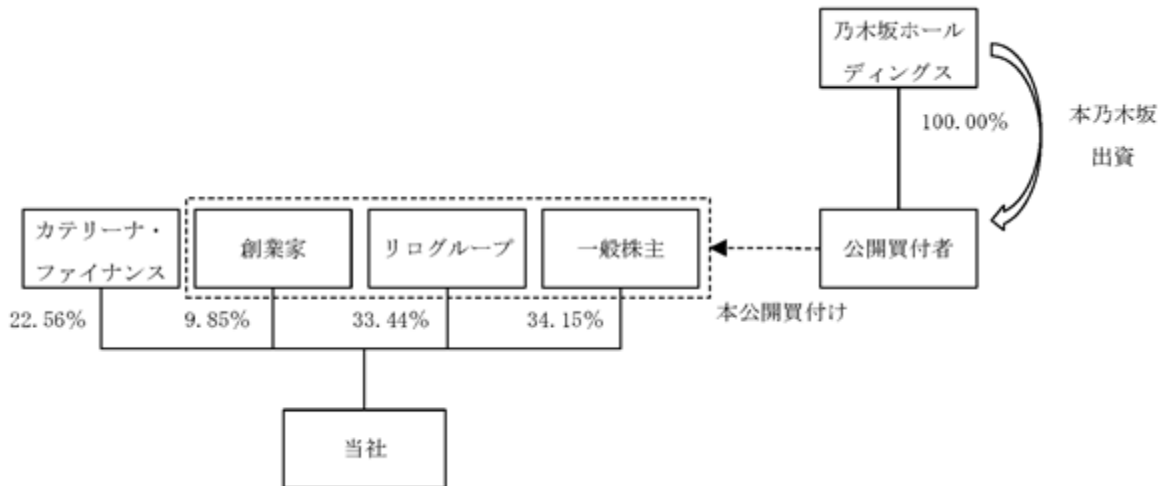 乃木坂ホール
ディングス
100.00%
本乃木坂
出資
カテリーナ・
ファイナンス
創業家
リログループ
一般株主
公開買付者
本公開買付け
22.56%
9.85%
33.44%
34.15%
当社